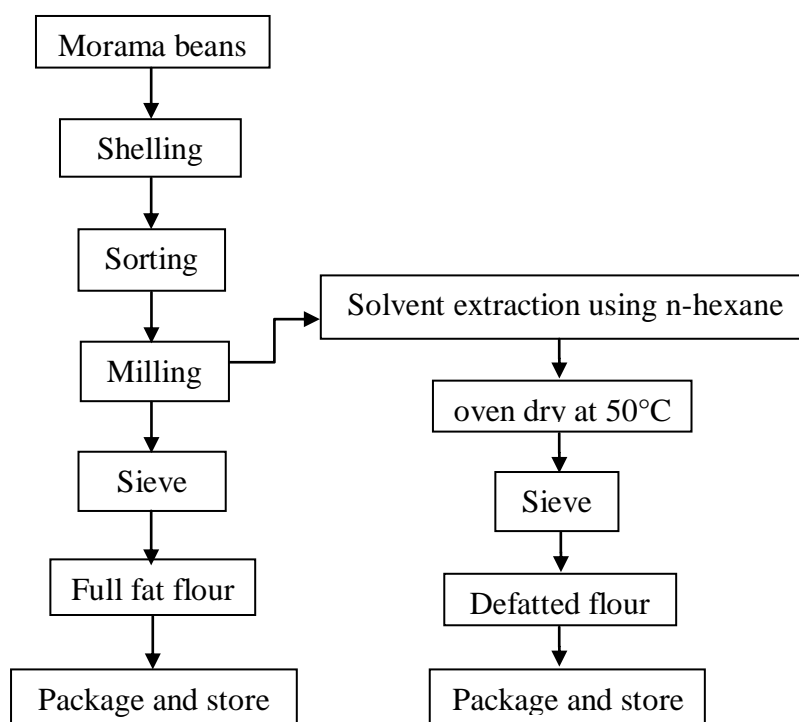 Morama beans
Shelling
Sorting
Milling
Sieve
Full fat flour
Package and store
Solvent extraction using n-hexane
oven dry at 50°C
Sieve
Defatted flour
Package and store